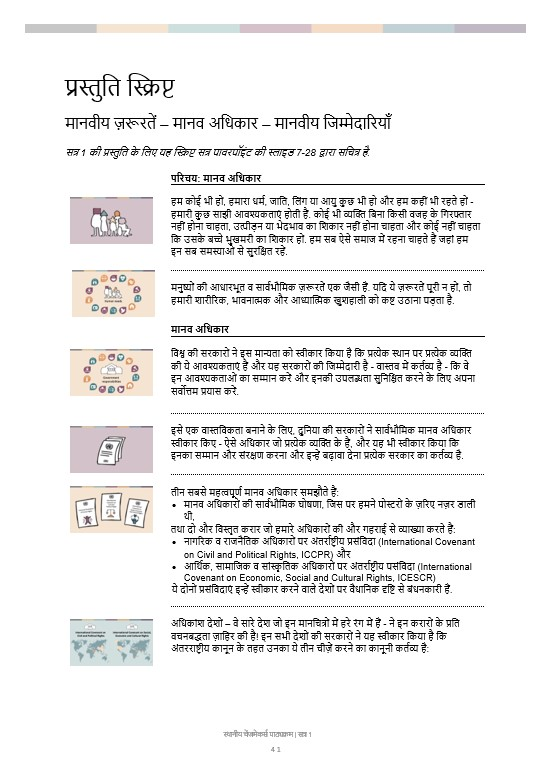 प्रस्तुति स्क्रिप्ट
मानवीय ज़रूरतें – मानव अधिकार – मानवीय जिम्मेदारियाँ
सत्र 1 की प्रस्तुति के लिए यह स्क्रिप्ट सत्र पावरपॉइंट की स्लाइड 7-28 द्वारा सचित्र है.
परिचय: मानव अधिकार
हम कोई भी हों, हमारा धर्म, जाति, लिंग या आयु कुछ भी हो और हम कहीं भी रहते हो -
हमारी कुछ साझी आवश्यकताएं होती है. कोई भी व्यक्ति बिना किसी वजह के गिरफ्तार
नहीं होना चाहता, उत्पीड़न या भेदभाव का शिकार नहीं होना चाहता और कोई नहीं चाहता
कि उसके बच्चे भुखमरी का शिकार हों. हम सब ऐसे समाज में रहना चाहते हैं जहां हम
इन सब समस्याओं से सुरक्षित रहें.
मनुष्यों की आधारभूत व सार्वभौमिक ज़रूरतें एक जैसी हैं. यदि ये ज़रूरतें पूरी न हों, तो
हमारी शारीरिक, भावनात्मक और आध्यात्मिक खुशहाली को कष्ट उठाना पड़ता है.
मानव अधिकार
विश्व की सरकारों ने इस मान्यता को स्वीकार किया है कि प्रत्येक स्थान पर प्रत्येक व्यक्ति
की ये आवश्यकताएं हैं और यह सरकारों की जिम्मेदारी है - वास्तव में कर्तव्य है - कि वे
इन आवश्यकताओं का सम्मान करें और इनकी उपलब्धता सुनिश्चित करने के लिए अपना
सर्वोत्तम प्रयास करें.
इसे एक वास्तविकता बनाने के लिए, दुनिया की सरकारों ने सार्वभौमिक मानव अधिकार
स्वीकार किए - ऐसे अधिकार जो प्रत्येक व्यक्ति के हैं, और यह भी स्वीकार किया कि
इनका सम्मान और संरक्षण करना और इन्हें बढ़ावा देना प्रत्येक सरकार का कर्तव्य है.
तीन सबसे महत्वपूर्ण मानव अधिकार समझौते हैं:
• मानव अधिकारों की सार्वभौमिक घोषणा, जिस पर हमने पोस्टरों के ज़रिए नज़र डाली
थी,
तथा दो और विस्तृत करार जो हमारे अधिकारों की और गहराई से व्याख्या करते हैं:
• नागरिक व राजनैतिक अधिकारों पर अंतर्राष्ट्रीय प्रसंविदा (International Covenant
on Civil and Political Rights, ICCPR) और
• आर्थिक, सामाजिक व सांस्कृतिक अधिकारों पर अंतर्राष्ट्रीय प्रसंविदा (International
Covenant on Economic, Social and Cultural Rights, ICESCR)
ये दोनों प्रसंविदाएं इन्हें स्वीकार करने वाले देशों पर वैधानिक दृष्टि से बंधनकारी हैं.
अधिकांश देशों – वे सारे देश जो इन मानचित्रों में हरे रंग में हैं - ने इन करारों के प्रति
वचनबद्धता ज़ाहिर की है। इन सभी देशों की सरकारों ने यह स्वीकार किया है कि
अंतरराष्ट्रीय कानून के तहत उनका ये तीन चीज़ें करने का कानूनी कर्तव्य है:
स्थानीय चेंजमेकर्स पाठ्यक्रम | सत्र 1
41